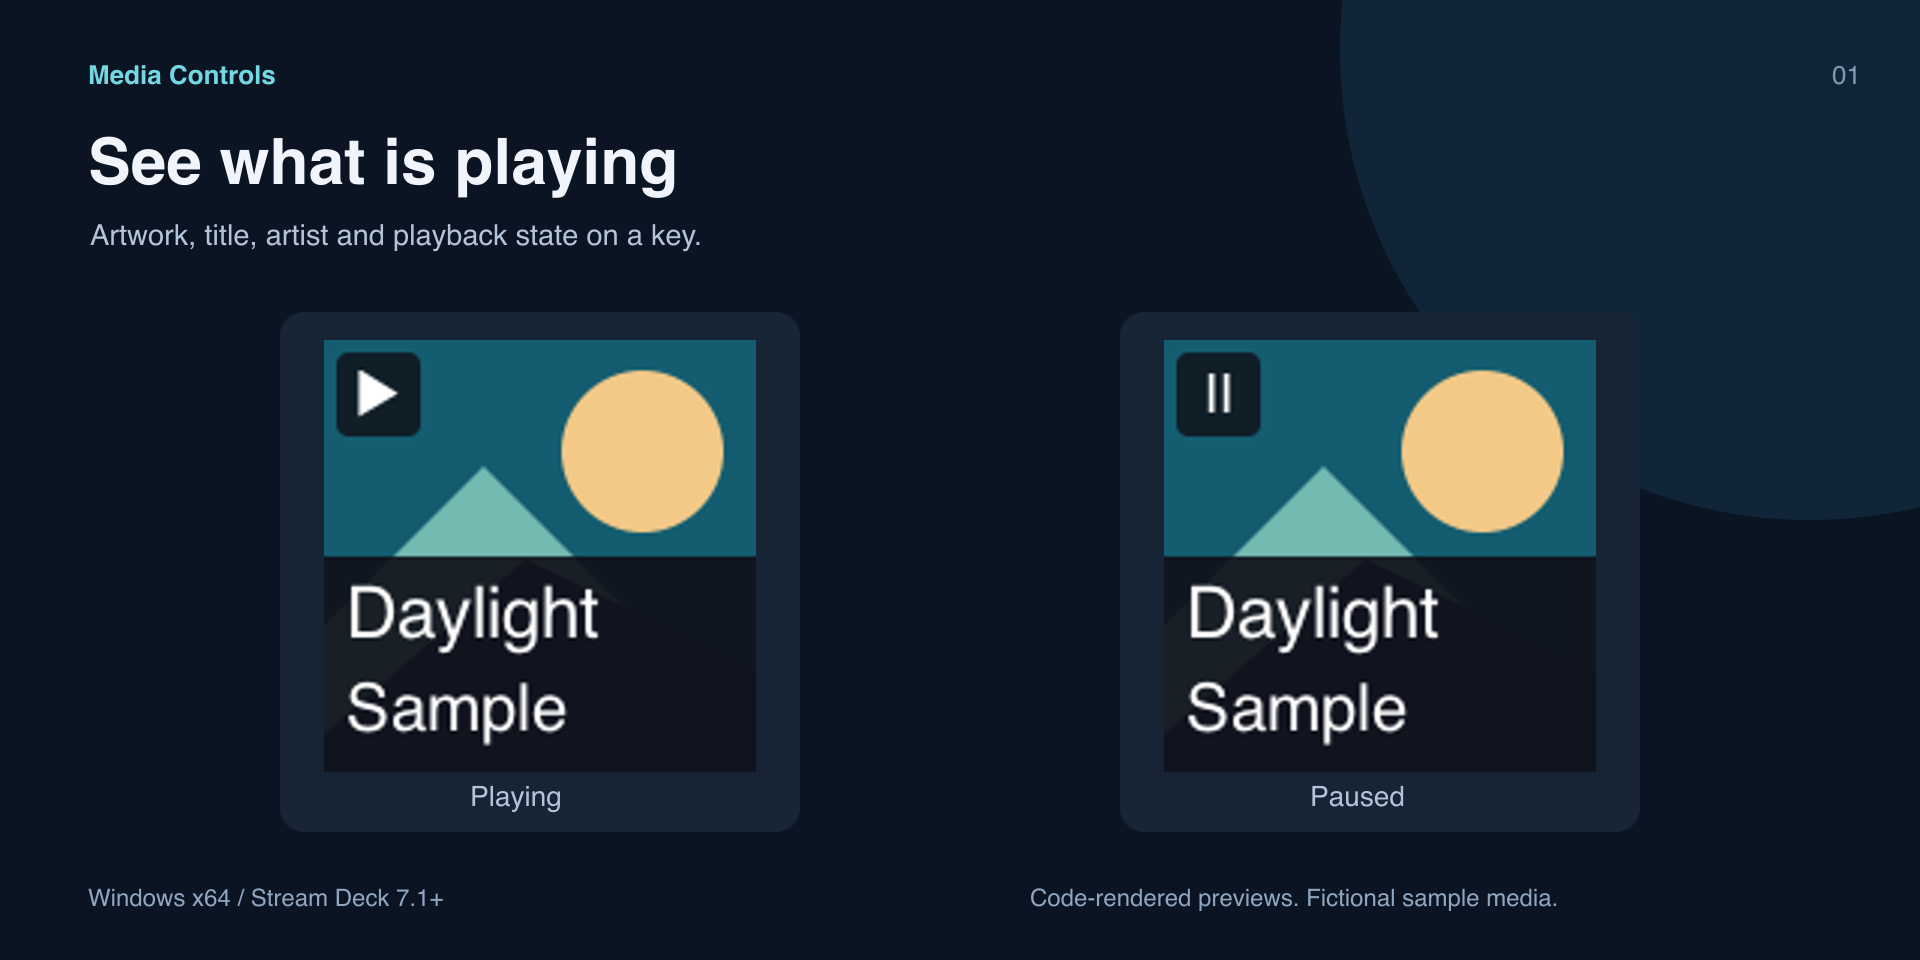 Media Controls
01
See what is playing
Artwork, title, artist and playback state on a key.
Daylight
Sample
Playing
Daylight
Sample
Paused
Windows x64 / Stream Deck 7.1+
Code-rendered previews. Fictional sample media.